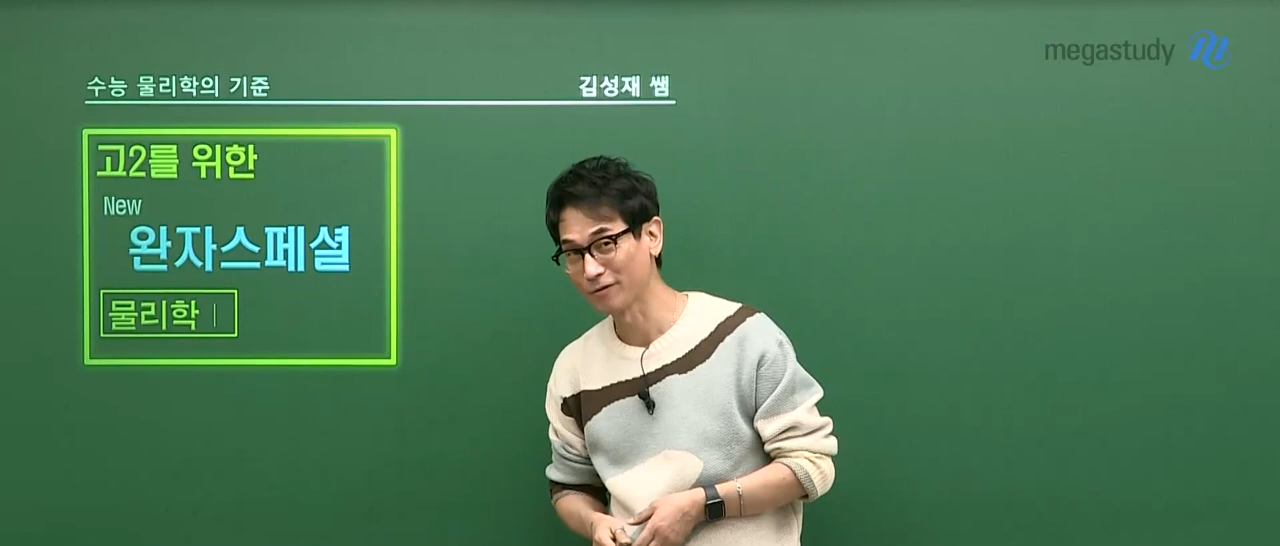 megastudy
수능 물리학의 기준
김성재 쌤
고2를 위한
New
완자스페셜
물리학 I